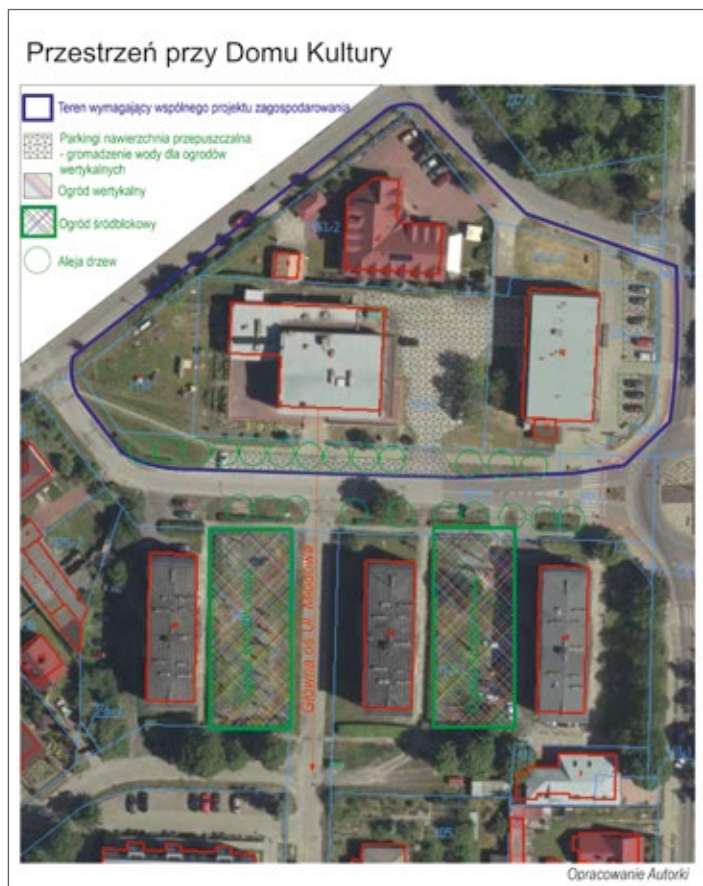 Przestrzeń przy Domu Kultury
Teren wymagający wspólnego projektu zagospodarowania
Parkingi nawierzchnia przepuszczalna
- gromadzenie wody dla ogrodów
wertykalnych
Ogród wertykalny
Ogród śródblokowy
Aleja drzew
Główna oś Ul. Miodowa
105
Opracowanie Autorki